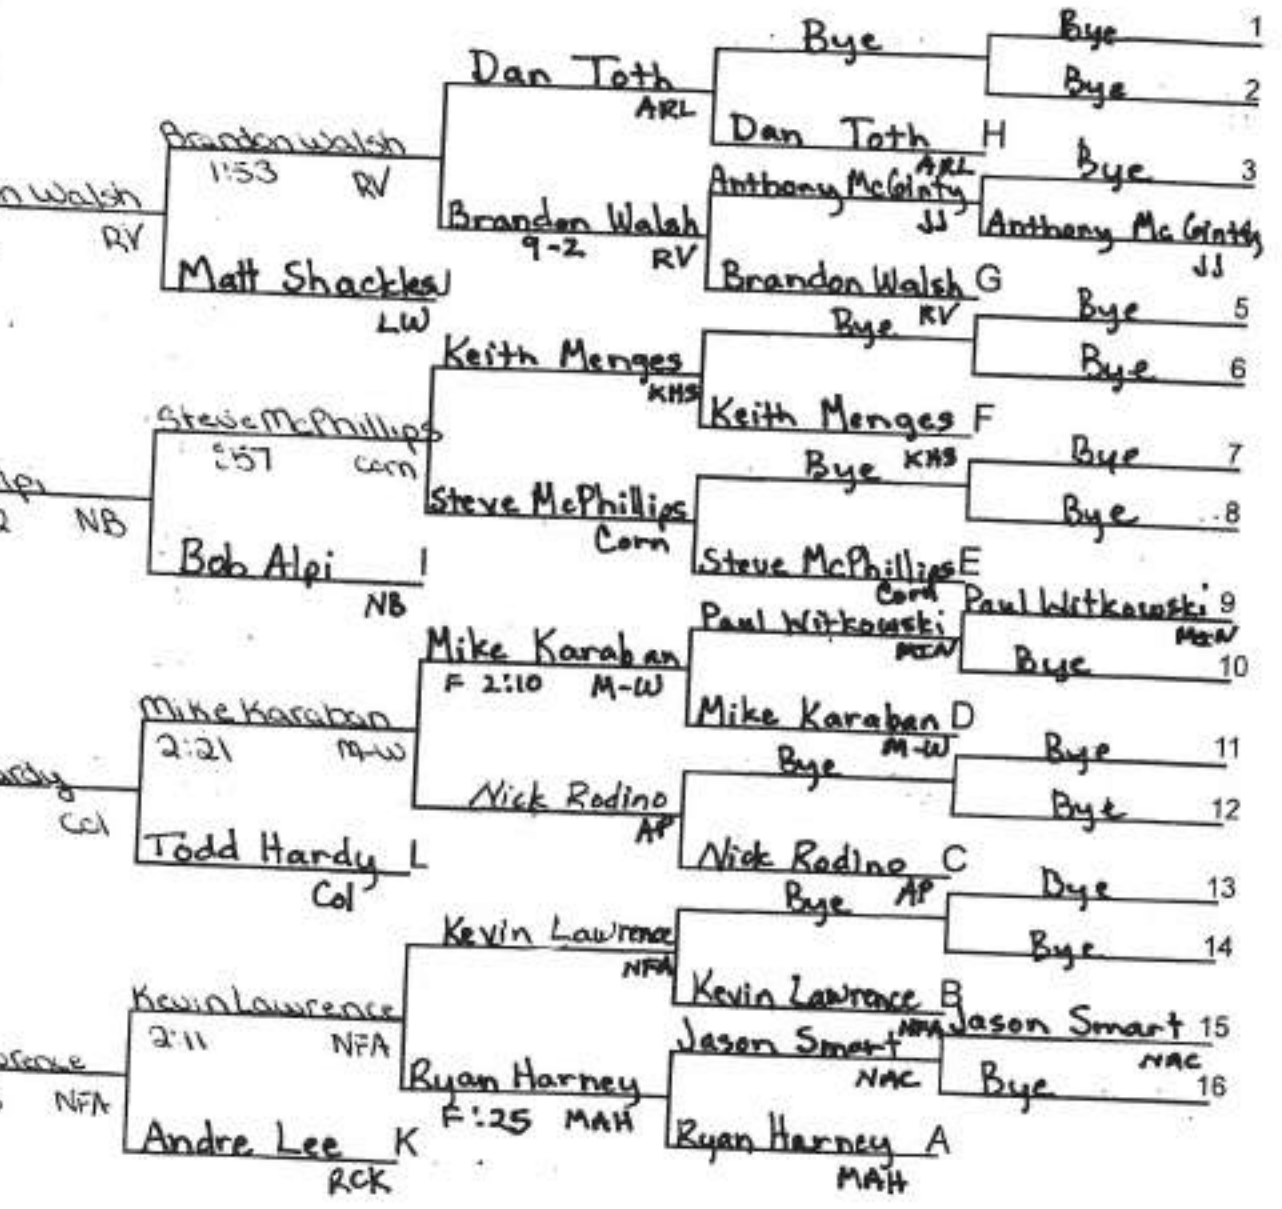 Bye 1
Bye
Dan Toth
ARL
Bye 2
Dan Toth H
ARL
Brandon Walsh
1:53 RV
Bye 3
Anthony McGinty
JJ
n Walsh
RV
Brandon Walsh
9-2 RV
Anthony McGinty
JJ
Matt Shackles J
LW
Brandon Walsh G
RV
Bye 5
Bye
Keith Menges
KHS
Bye 6
Keith Menges F
KHS
Steve McPhillips
:57 Corn
Bye 7
Bye
lpi
2 NB
Steve McPhillips
Corn
Bye 8
Bob Alpi I
NB
Steve McPhillips E
Corn
Paul Witkowski 9
MIN
Paul Witkowski
MIN
Mike Karaban
F 2:10 M-W
Bye 10
Mike Karaban
2:21 M-W
Mike Karaban D
M-W
Bye 11
Bye
ardy
Col
Nick Rodino
AP
Bye 12
Todd Hardy L
Col
Nick Rodino C
AP
Bye 13
Bye
Kevin Lawrence
NFA
Bye 14
Kevin Lawrence
2:11 NFA
Kevin Lawrence B
NFA
Jason Smart 15
NAC
Jason Smart
NAC
rence
NFA
Ryan Harney
F :25 MAH
Bye 16
Andre Lee K
RCK
Ryan Harney A
MAH